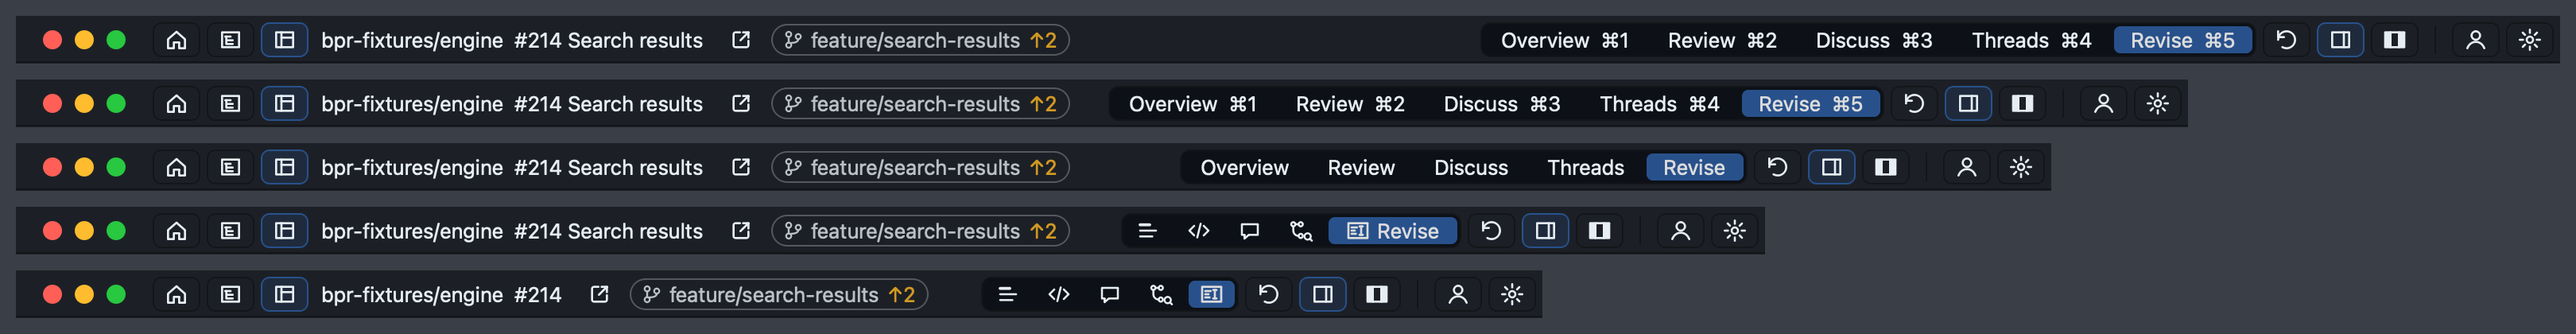 bpr-fixtures/engine #214 Search results feature/search-results ↑2 Overview ⌘1 Review ⌘2 Discuss ⌘3 Threads ⌘4 Revise ⌘5
bpr-fixtures/engine #214 Search results feature/search-results ↑2 Overview ⌘1 Review ⌘2 Discuss ⌘3 Threads ⌘4 Revise ⌘5
bpr-fixtures/engine #214 Search results feature/search-results ↑2 Overview Review Discuss Threads Revise
bpr-fixtures/engine #214 Search results feature/search-results ↑2 Revise
bpr-fixtures/engine #214 feature/search-results ↑2